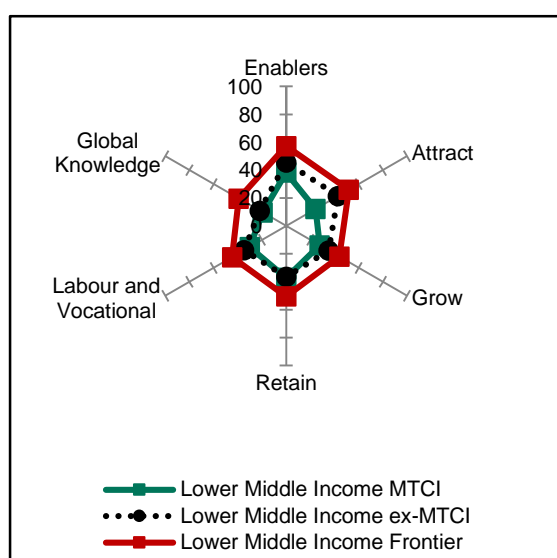 Enablers
100
80
60
40
20
0
Global
Knowledge
Attract
Labour and
Vocational
Grow
Retain
Lower Middle Income MTCI
Lower Middle Income ex-MTCI
Lower Middle Income Frontier